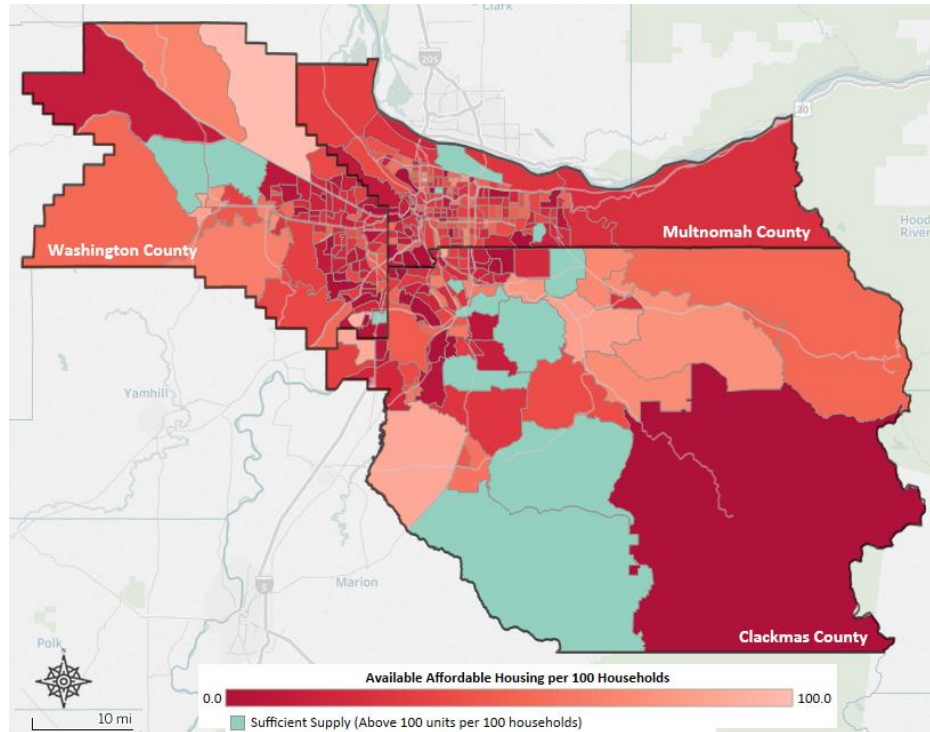 Clark
205
30
Hood
River
Washington County
Multnomah County
Yamhill
Marion
5
Polk
Clackmas County
10 mi
Available Affordable Housing per 100 Households
0.0 100.0
Sufficient Supply (Above 100 units per 100 households)